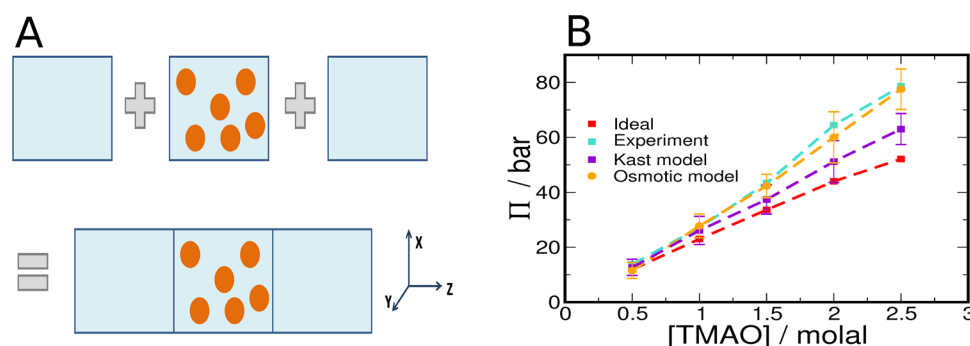 A
X
Y
Z
B
Π / bar
80
60
40
20
0
Ideal
Experiment
Kast model
Osmotic model
0 0.5 1 1.5 2 2.5 3
[TMAO] / molal